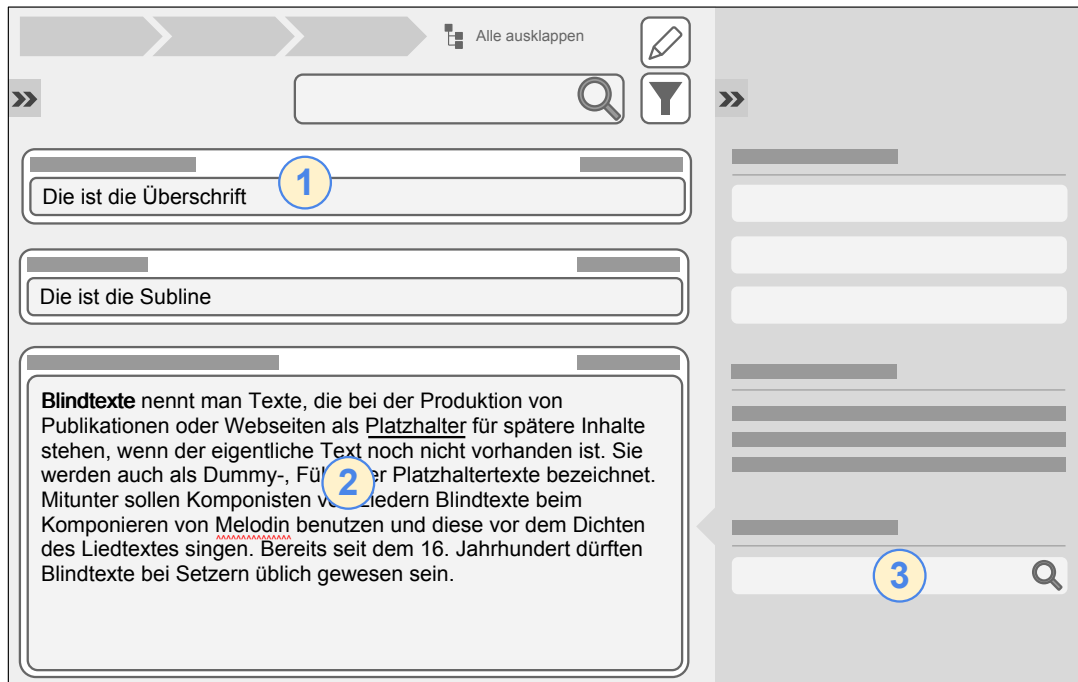 Alle ausklappen
1
Die ist die Überschrift
Die ist die Subline
Blindtexte nennt man Texte, die bei der Produktion von
Publikationen oder Webseiten als Platzhalter für spätere Inhalte
stehen, wenn der eigentliche Text noch nicht vorhanden ist. Sie
werden auch als Dummy-, Platzhaltertexte bezeichnet.
2
Mitunter sollen Komponisten Liedern Blindtexte beim
Komponieren von Melodin benutzen und diese vor dem Dichten
des Liedtextes singen. Bereits seit dem 16. Jahrhundert dürften
Blindtexte bei Setzern üblich gewesen sein.
3